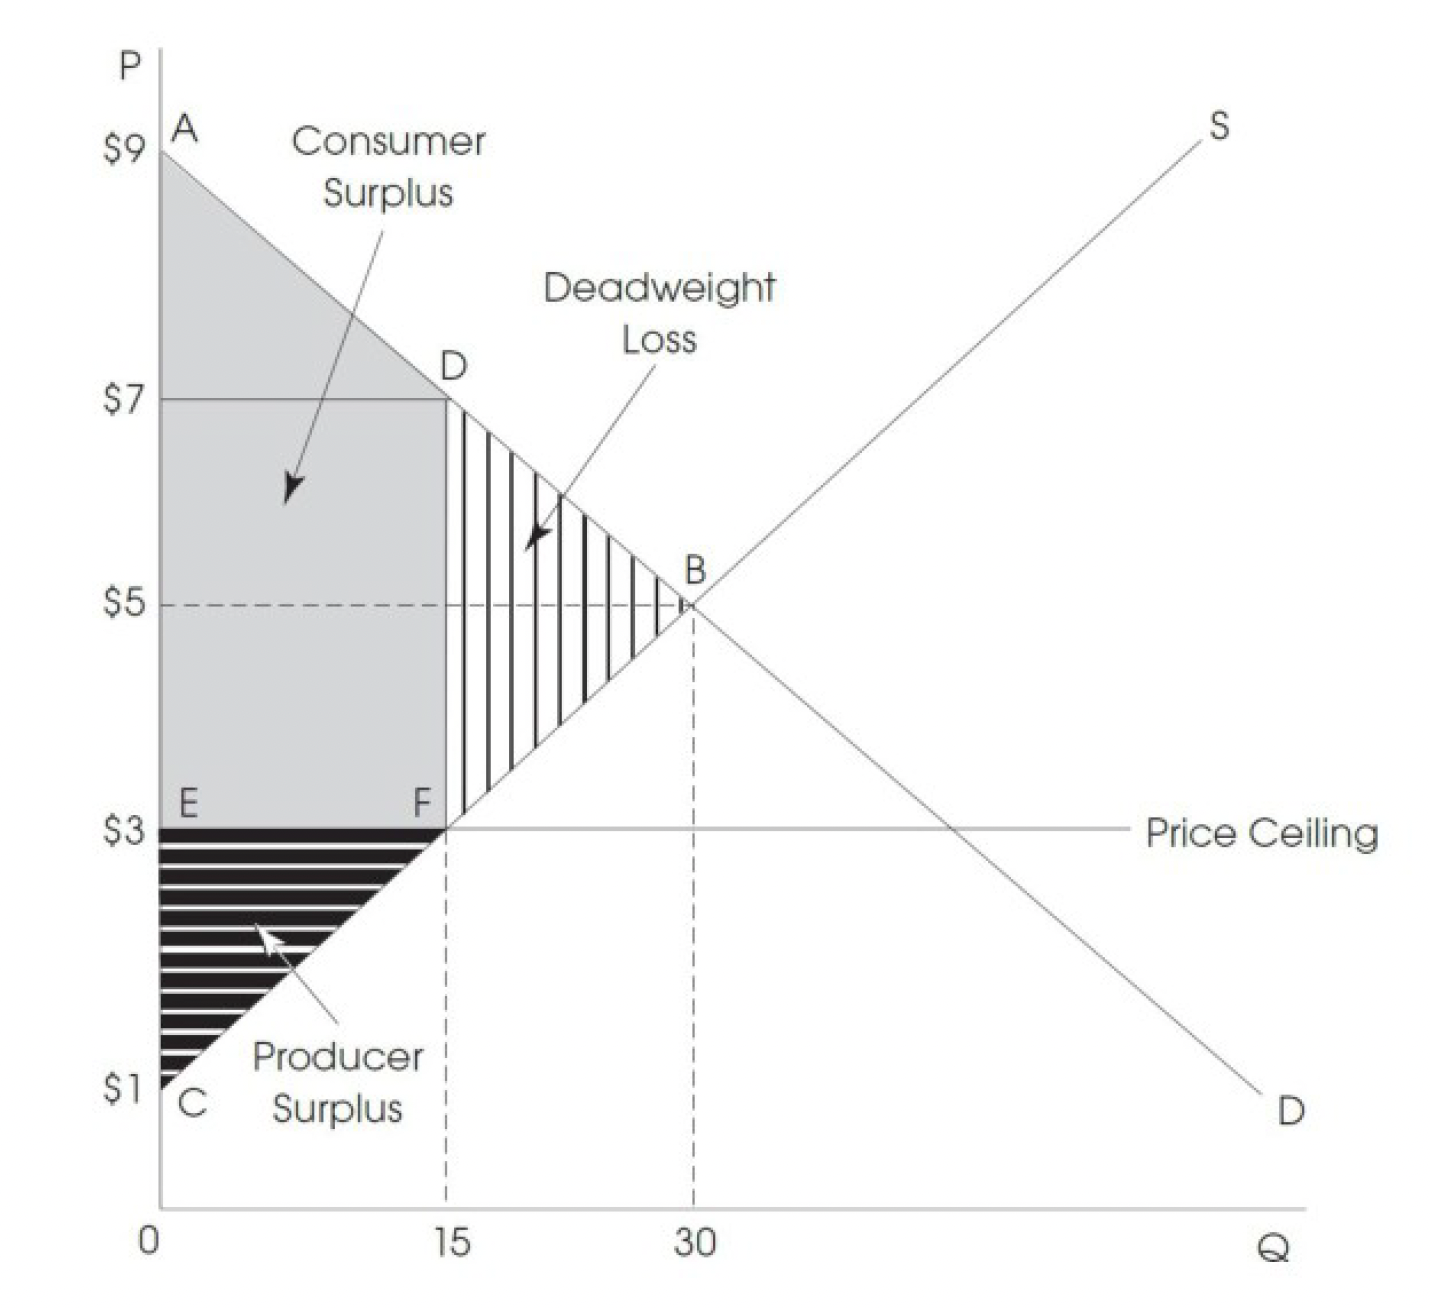 P
$9
A
Consumer
Surplus
S
Deadweight
Loss
D
$7
B
$5
E
F
$3
Price Ceiling
Producer
Surplus
$1
C
D
0
15
30
Q